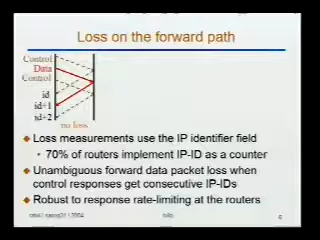 Loss on the forward path
Control
Data
Control
id
id+1
id+2
no loss
Loss measurements use the IP identifier field
70% of routers implement IP-ID as a counter
Unambiguous forward data packet loss when
control responses get consecutive IP-IDs
Robust to response rate-limiting at the routers
6